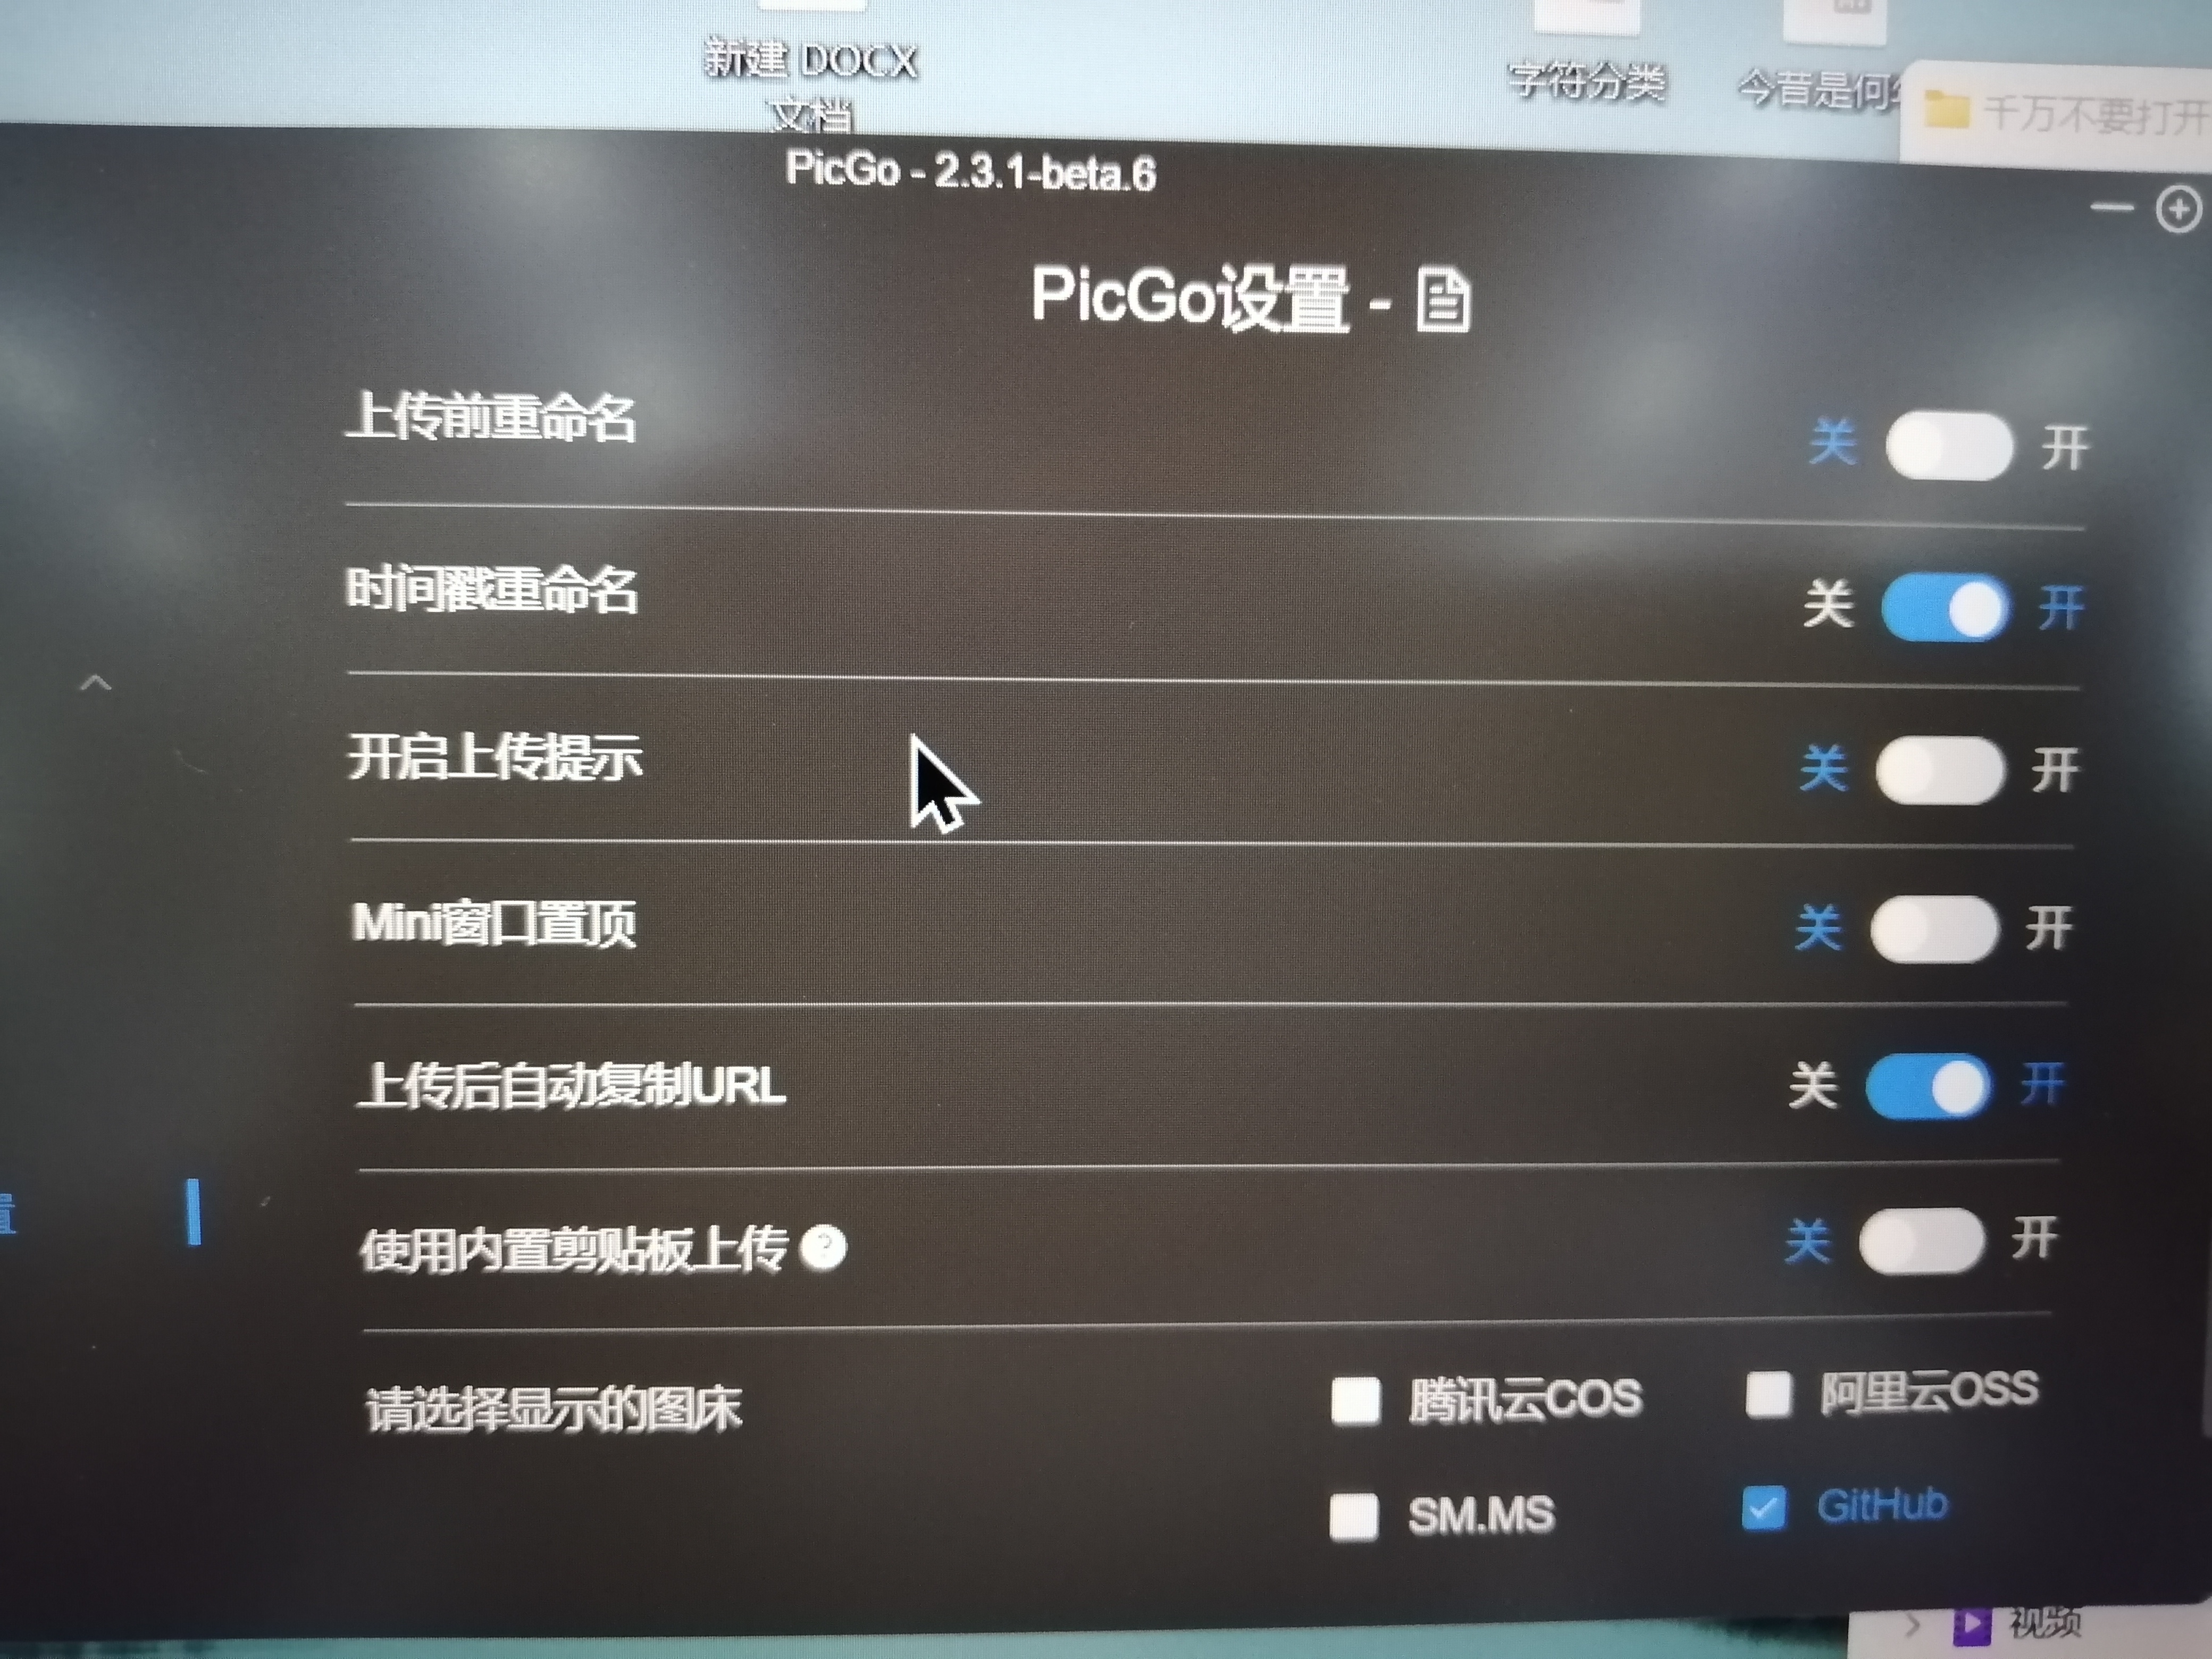 新建 DOCX
文档
字符分类
今昔是何
千万不要打开
PicGo - 2.3.1-beta.6
PicGo设置 -
上传前重命名
关 开
时间戳重命名
关 开
开启上传提示
关 开
Mini窗口置顶
关 开
上传后自动复制URL
关 开
置
使用内置剪贴板上传 ?
关 开
请选择显示的图床
腾讯云COS
阿里云OSS
SM.MS
GitHub
视频